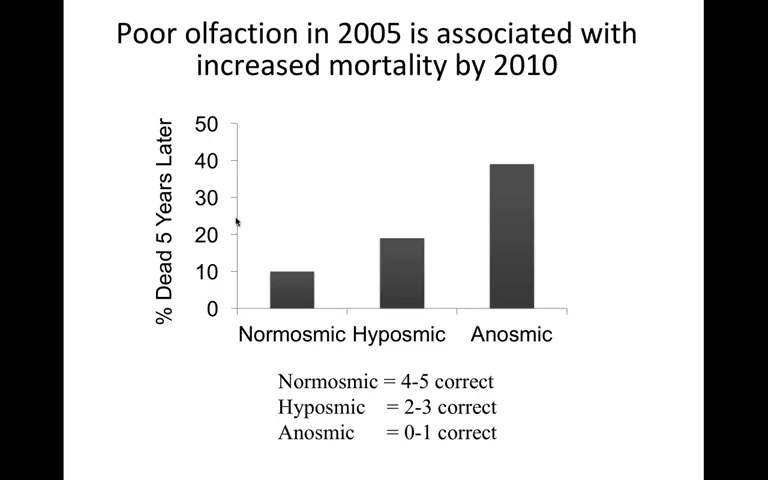 Poor olfaction in 2005 is associated with
increased mortality by 2010
% Dead 5 Years Later
50
40
30
20
10
0
Normosmic Hyposmic Anosmic
Normosmic = 4-5 correct
Hyposmic = 2-3 correct
Anosmic = 0-1 correct